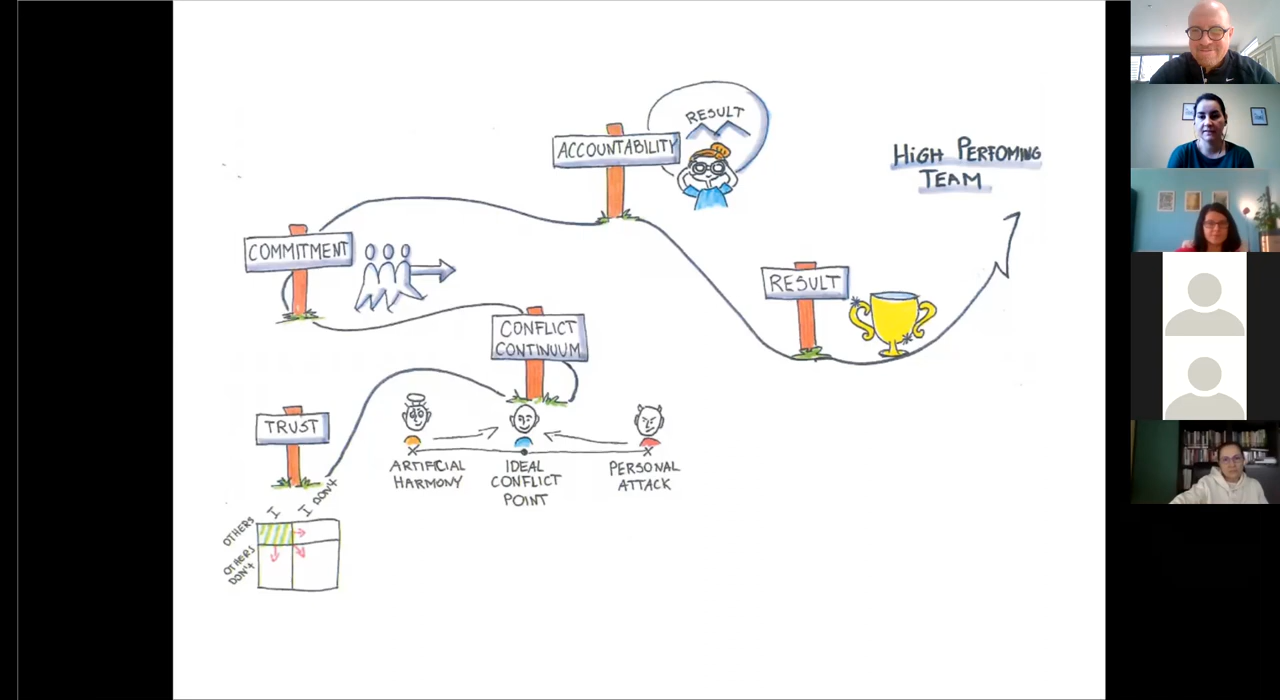 RESULT
ACCOUNTABILITY
HIGH PERFOMING
TEAM
COMMITMENT
RESULT
CONFLICT
CONTINUUM
TRUST
ARTIFICIAL
HARMONY
IDEAL
CONFLICT
POINT
PERSONAL
ATTACK
I
I DON'T
OTHERS
OTHERS
DON'T